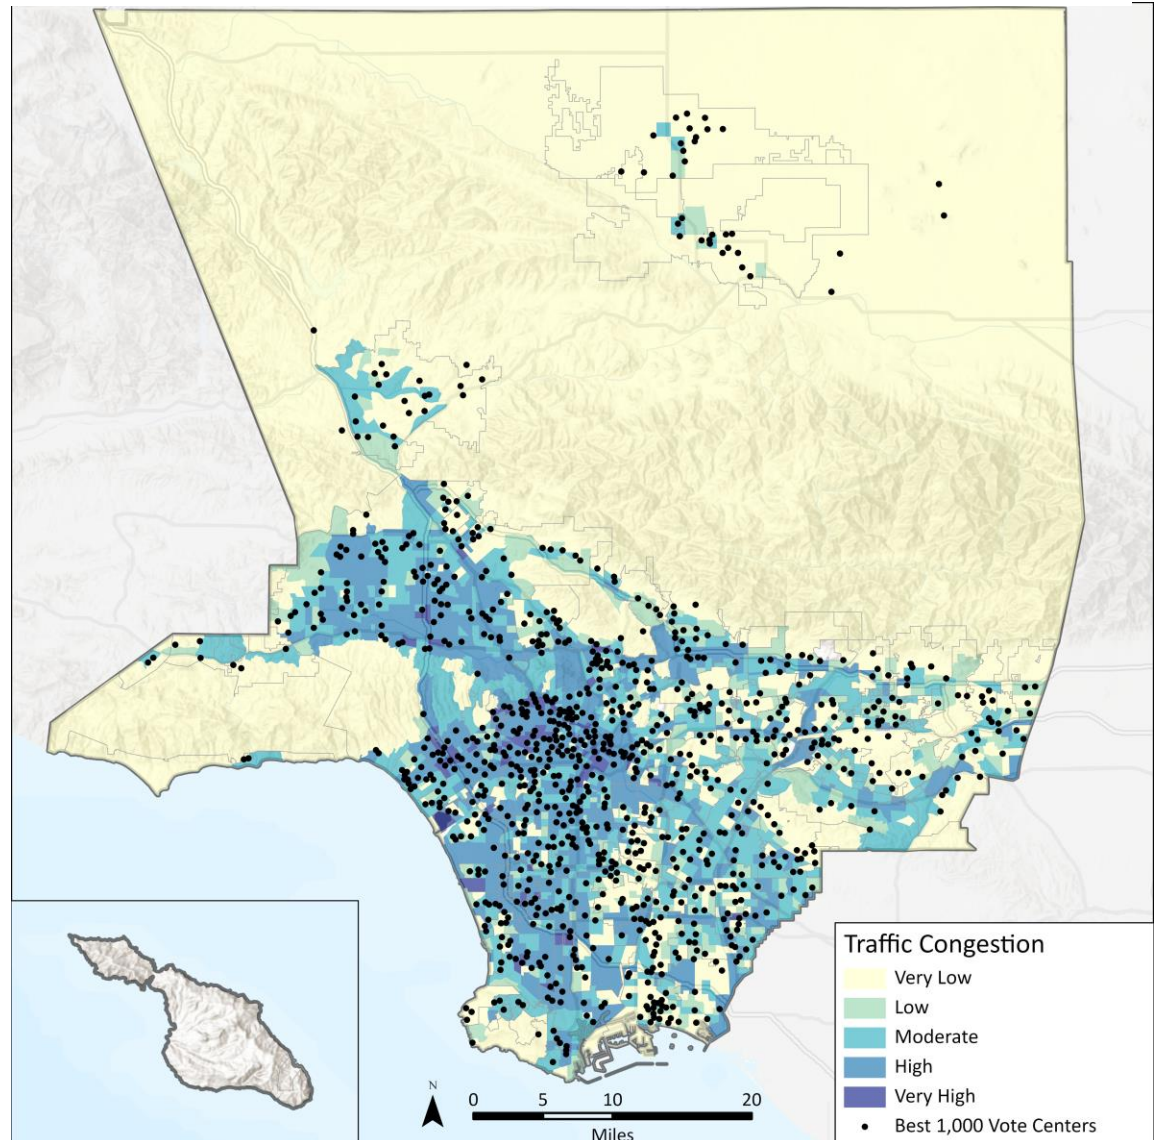 Traffic Congestion
Very Low
Low
Moderate
High
Very High
Best 1,000 Vote Centers
N
0 5 10 20
Miles